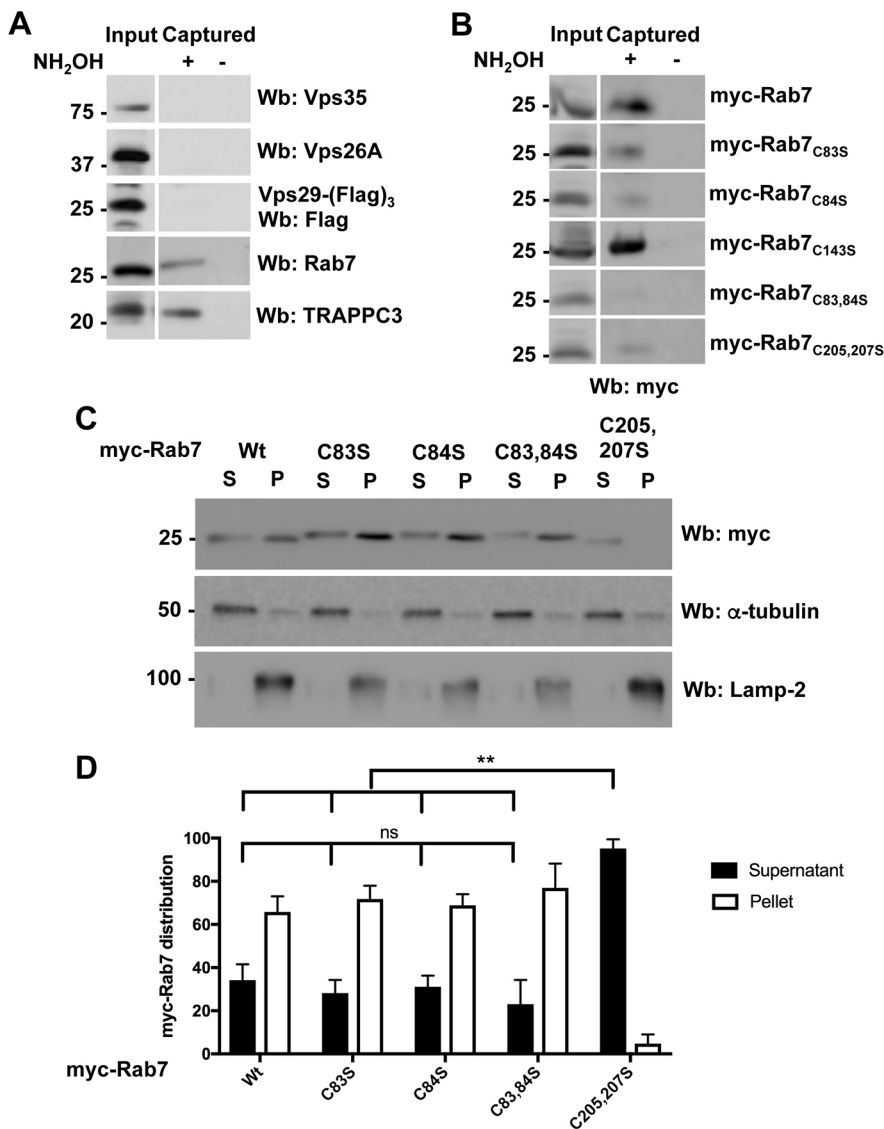 A
Input Captured
NH2OH + -
75 - Wb: Vps35
37 - Wb: Vps26A
25 - Vps29-(Flag)3
Wb: Flag
25 - Wb: Rab7
20 - Wb: TRAPPC3
B
Input Captured
NH2OH + -
25 - myc-Rab7
25 - myc-Rab7C83S
25 - myc-Rab7C84S
25 - myc-Rab7C143S
25 - myc-Rab7C83,84S
25 - myc-Rab7C205,207S
Wb: myc
C
myc-Rab7 Wt C83S C84S C83,84S C205, 207S
S P S P S P S P S P
25 - Wb: myc
50 - Wb: α-tubulin
100 - Wb: Lamp-2
D
**
ns
myc-Rab7 distribution
100
80
60
40
20
0
Supernatant
Pellet
myc-Rab7 Wt C83S C84S C83,84S C205,207S